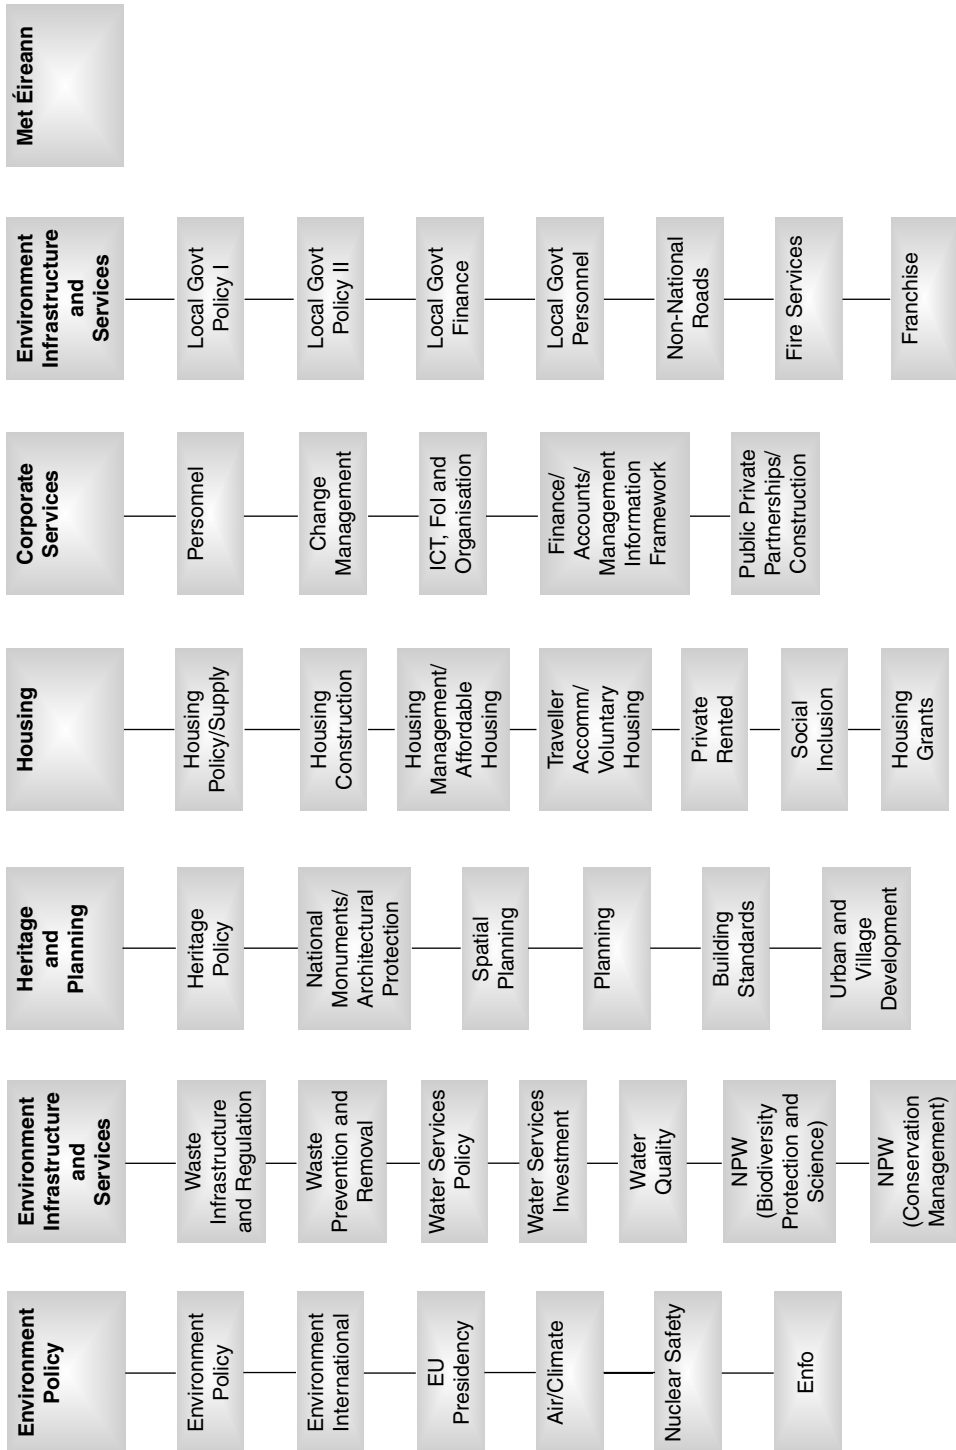 Environment
Policy
Environment
Policy
Environment
International
EU
Presidency
Air/Climate
Nuclear Safety
Enfo
Environment
Infrastructure
and
Services
Waste
Infrastructure
and Regulation
Waste
Prevention and
Removal
Water Services
Policy
Water Services
Investment
Water
Quality
NPW
(Biodiversity
Protection and
Science)
NPW
(Conservation
Management)
Heritage
and
Planning
Heritage
Policy
National
Monuments/
Architectural
Protection
Spatial
Planning
Planning
Building
Standards
Urban and
Village
Development
Housing
Housing
Policy/Supply
Housing
Construction
Housing
Management/
Affordable
Housing
Traveller
Accomm/
Voluntary
Housing
Private
Rented
Social
Inclusion
Housing
Grants
Corporate
Services
Personnel
Change
Management
ICT, FoI and
Organisation
Finance/
Accounts/
Management
Information
Framework
Public Private
Partnerships/
Construction
Environment
Infrastructure
and
Services
Local Govt
Policy I
Local Govt
Policy II
Local Govt
Finance
Local Govt
Personnel
Non-National
Roads
Fire Services
Franchise
Met Éireann